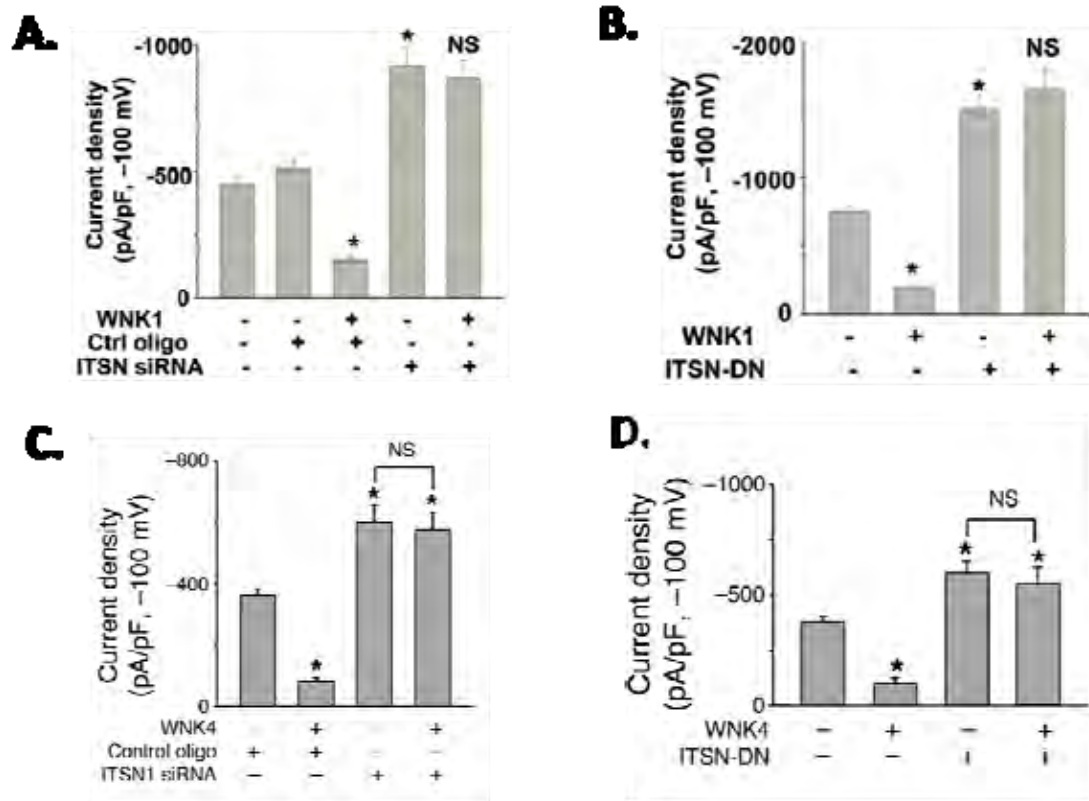 A.
-1000
-500
0
Current density
(pA/pF, –100 mV)
*
*
NS
WNK1 - - + - +
Ctrl oligo - + + - -
ITSN siRNA - - - + +
B.
-2000
-1000
0
Current density
(pA/pF, –100 mV)
*
*
NS
WNK1 - + - +
ITSN-DN - - + +
C.
–800
–400
0
Current density
(pA/pF, –100 mV)
NS
*
*
*
WNK4 – + – +
Control oligo + + – –
ITSN1 siRNA – – + +
D.
–1000
–500
0
Current density
(pA/pF, –100 mV)
NS
*
*
*
WNK4 – + – +
ITSN-DN – –